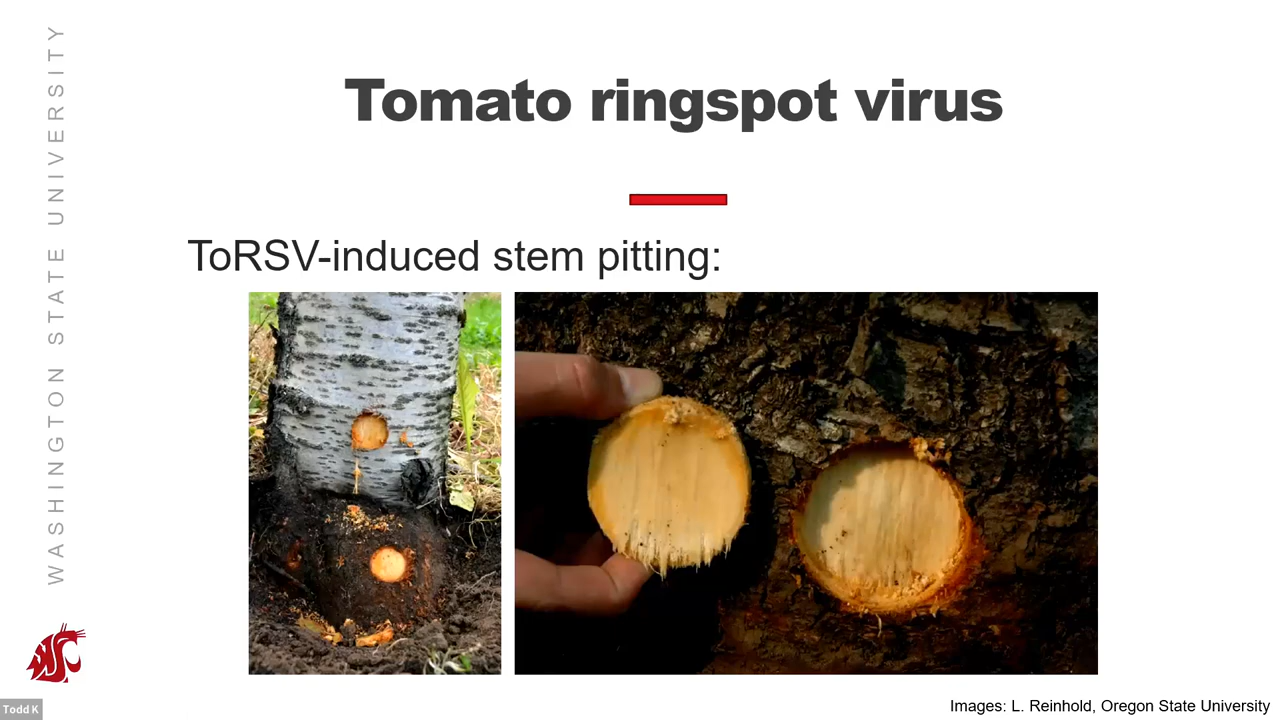 WASHINGTON STATE UNIVERSITY
Tomato ringspot virus
ToRSV-induced stem pitting:
Todd K
Images: L. Reinhold, Oregon State University